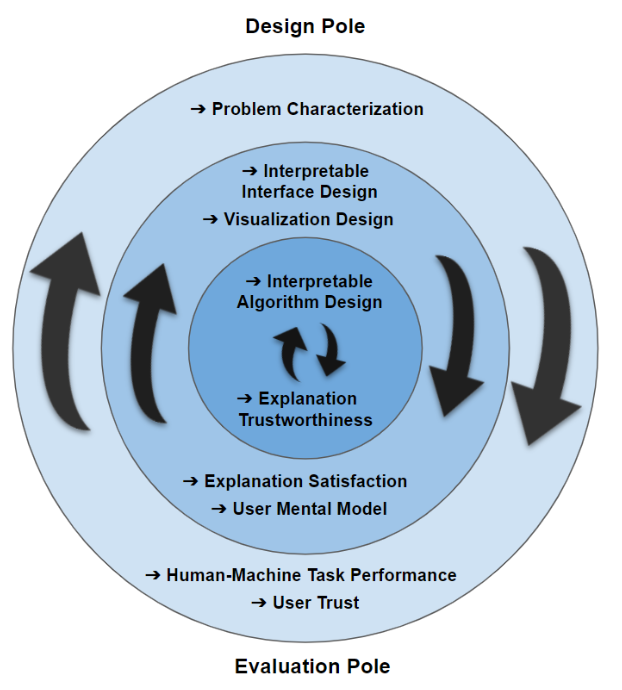 Design Pole
➔ Problem Characterization
➔ Interpretable
Interface Design
➔ Visualization Design
➔ Interpretable
Algorithm Design
➔ Explanation
Trustworthiness
➔ Explanation Satisfaction
➔ User Mental Model
➔ Human-Machine Task Performance
➔ User Trust
Evaluation Pole